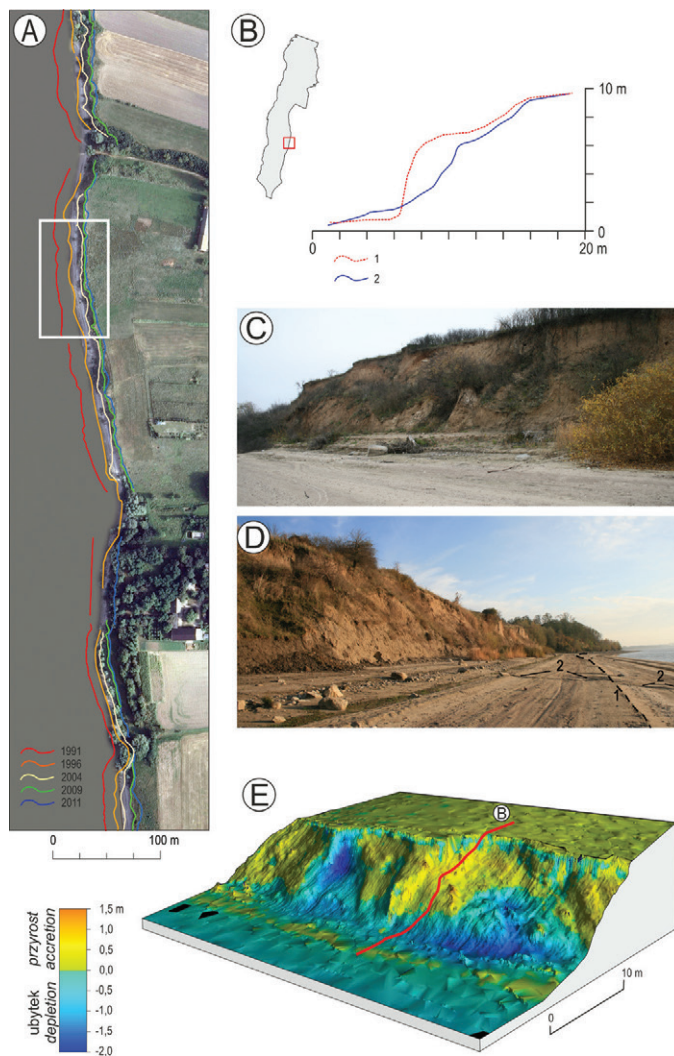 A
1991
1996
2004
2009
2011
0 100 m
B
10 m
0
0 20 m
1
2
C
D
2
1
2
E
B
1,5 m
1,0
0,5
0,0
-0,5
-1,0
-1,5
-2,0
przyrost
accretion
ubytek
depletion
0 10 m